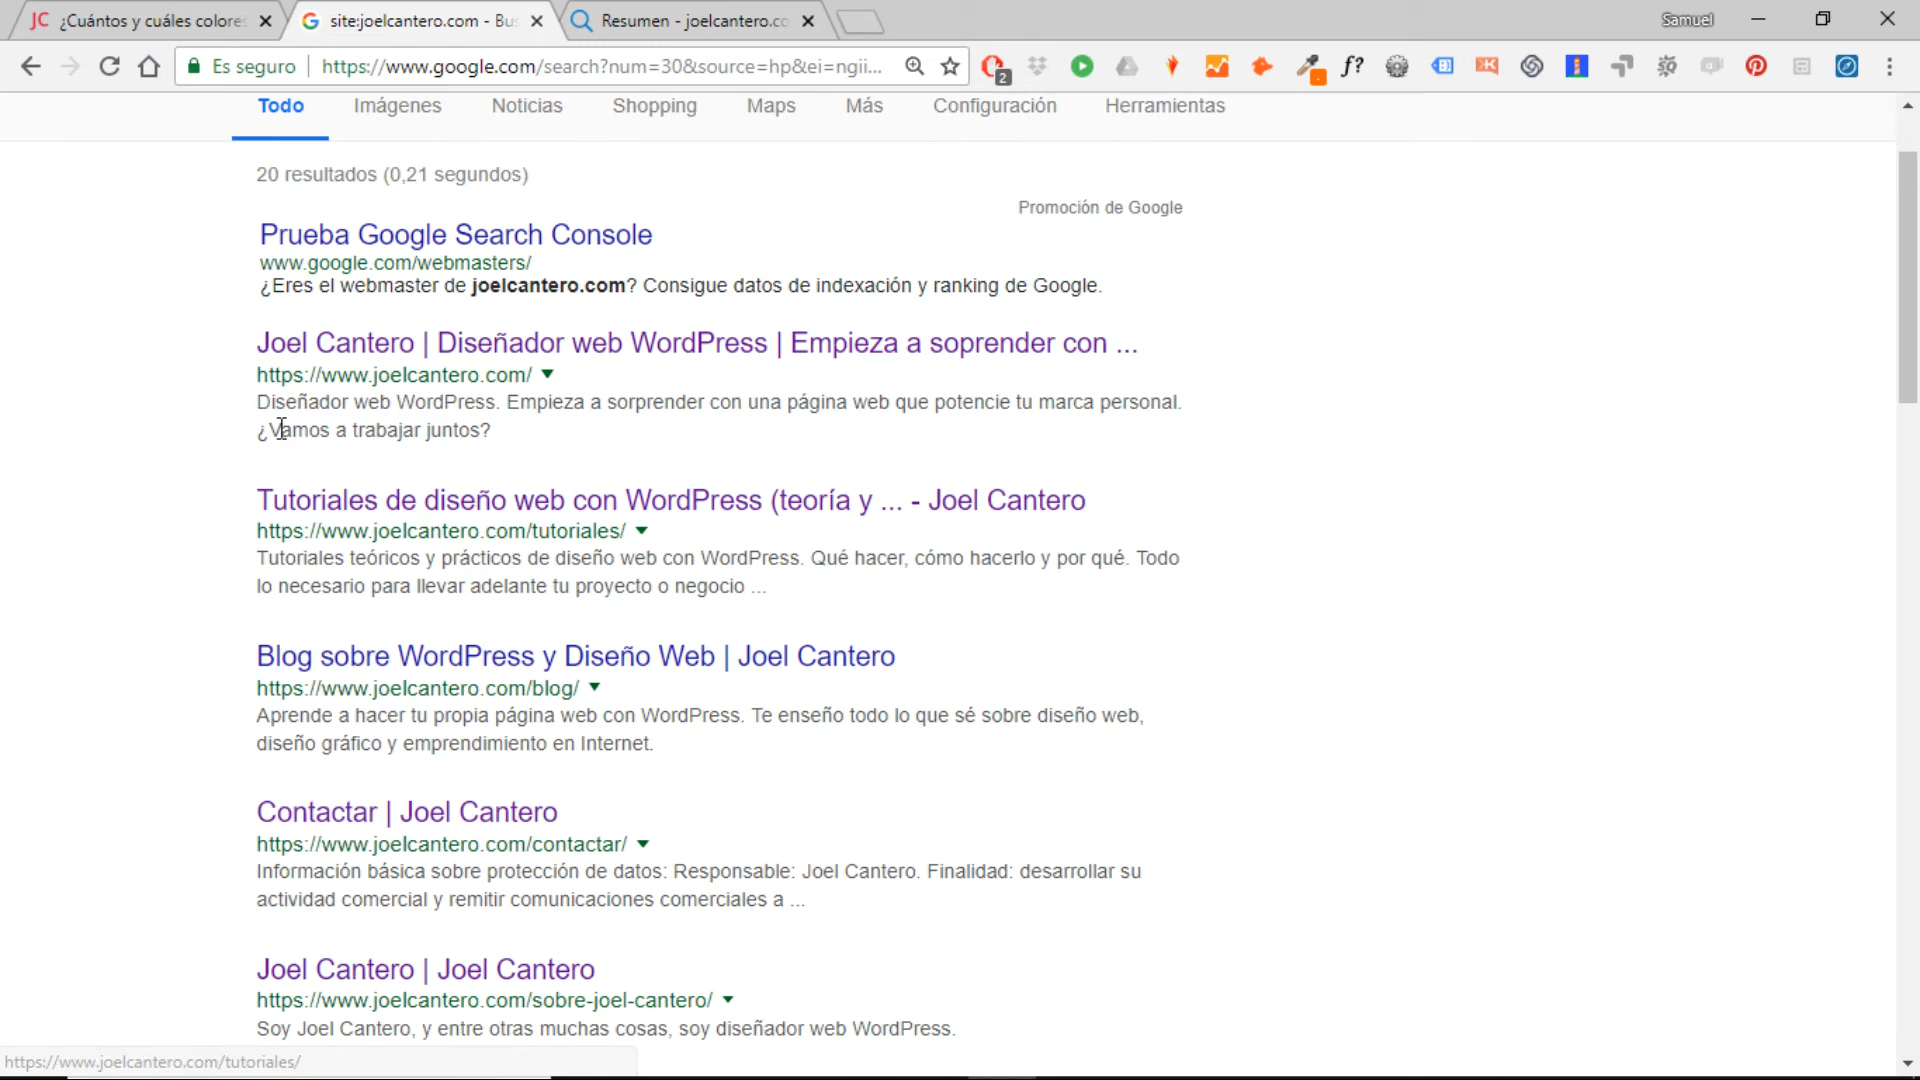 JC ¿Cuántos y cuáles colores
site:joelcantero.com - Bus
Resumen - joelcantero.co
Samuel
Es seguro
https://www.google.com/search?num=30&source=hp&ei=ngii...
2
f?
Todo
Imágenes
Noticias
Shopping
Maps
Más
Configuración
Herramientas
20 resultados (0,21 segundos)
Promoción de Google
Prueba Google Search Console
www.google.com/webmasters/
¿Eres el webmaster de joelcantero.com? Consigue datos de indexación y ranking de Google.
Joel Cantero | Diseñador web WordPress | Empieza a soprender con ...
https://www.joelcantero.com/
Diseñador web WordPress. Empieza a sorprender con una página web que potencie tu marca personal.
¿Vamos a trabajar juntos?
Tutoriales de diseño web con WordPress (teoría y ... - Joel Cantero
https://www.joelcantero.com/tutoriales/
Tutoriales teóricos y prácticos de diseño web con WordPress. Qué hacer, cómo hacerlo y por qué. Todo
lo necesario para llevar adelante tu proyecto o negocio ...
Blog sobre WordPress y Diseño Web | Joel Cantero
https://www.joelcantero.com/blog/
Aprende a hacer tu propia página web con WordPress. Te enseño todo lo que sé sobre diseño web,
diseño gráfico y emprendimiento en Internet.
Contactar | Joel Cantero
https://www.joelcantero.com/contactar/
Información básica sobre protección de datos: Responsable: Joel Cantero. Finalidad: desarrollar su
actividad comercial y remitir comunicaciones comerciales a ...
Joel Cantero | Joel Cantero
https://www.joelcantero.com/sobre-joel-cantero/
Soy Joel Cantero, y entre otras muchas cosas, soy diseñador web WordPress.
https://www.joelcantero.com/tutoriales/